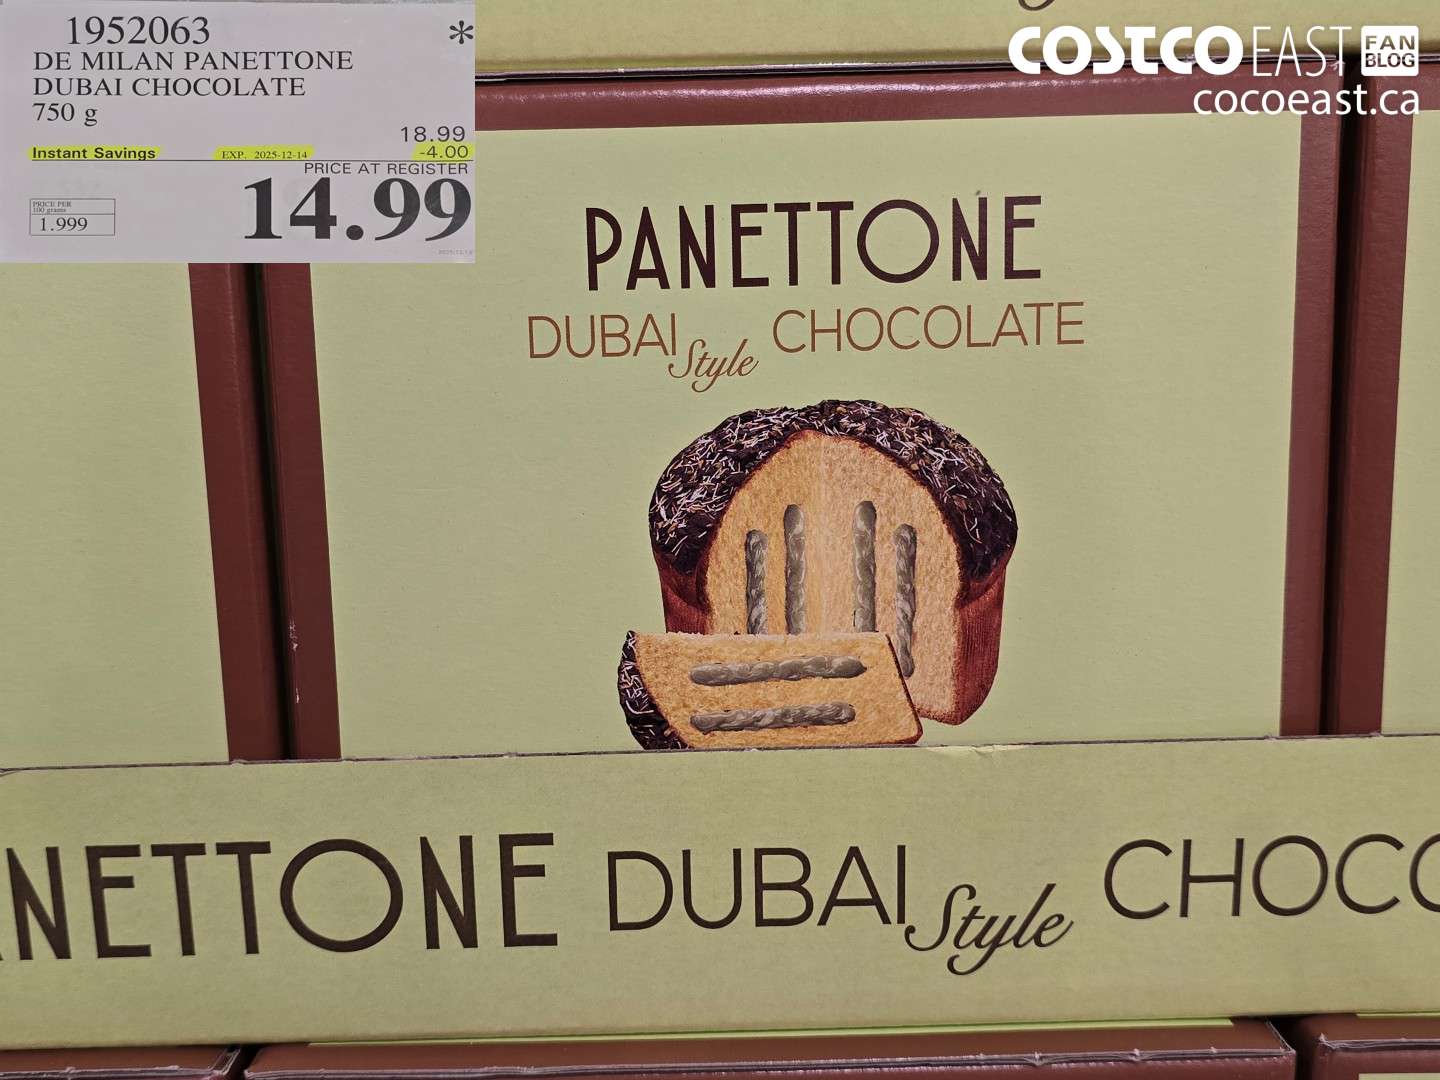 1952063 *
DE MILAN PANETTONE
DUBAI CHOCOLATE
750 g
18.99
Instant Savings EXP. 2025-12-14 -4.00
PRICE AT REGISTER
14.99
PRICE PER
100 grams
1.999
COSTCO EAST FAN BLOG
cocoeast.ca
PANETTONE
DUBAI Style CHOCOLATE
NETTONE DUBAI Style CHOCO